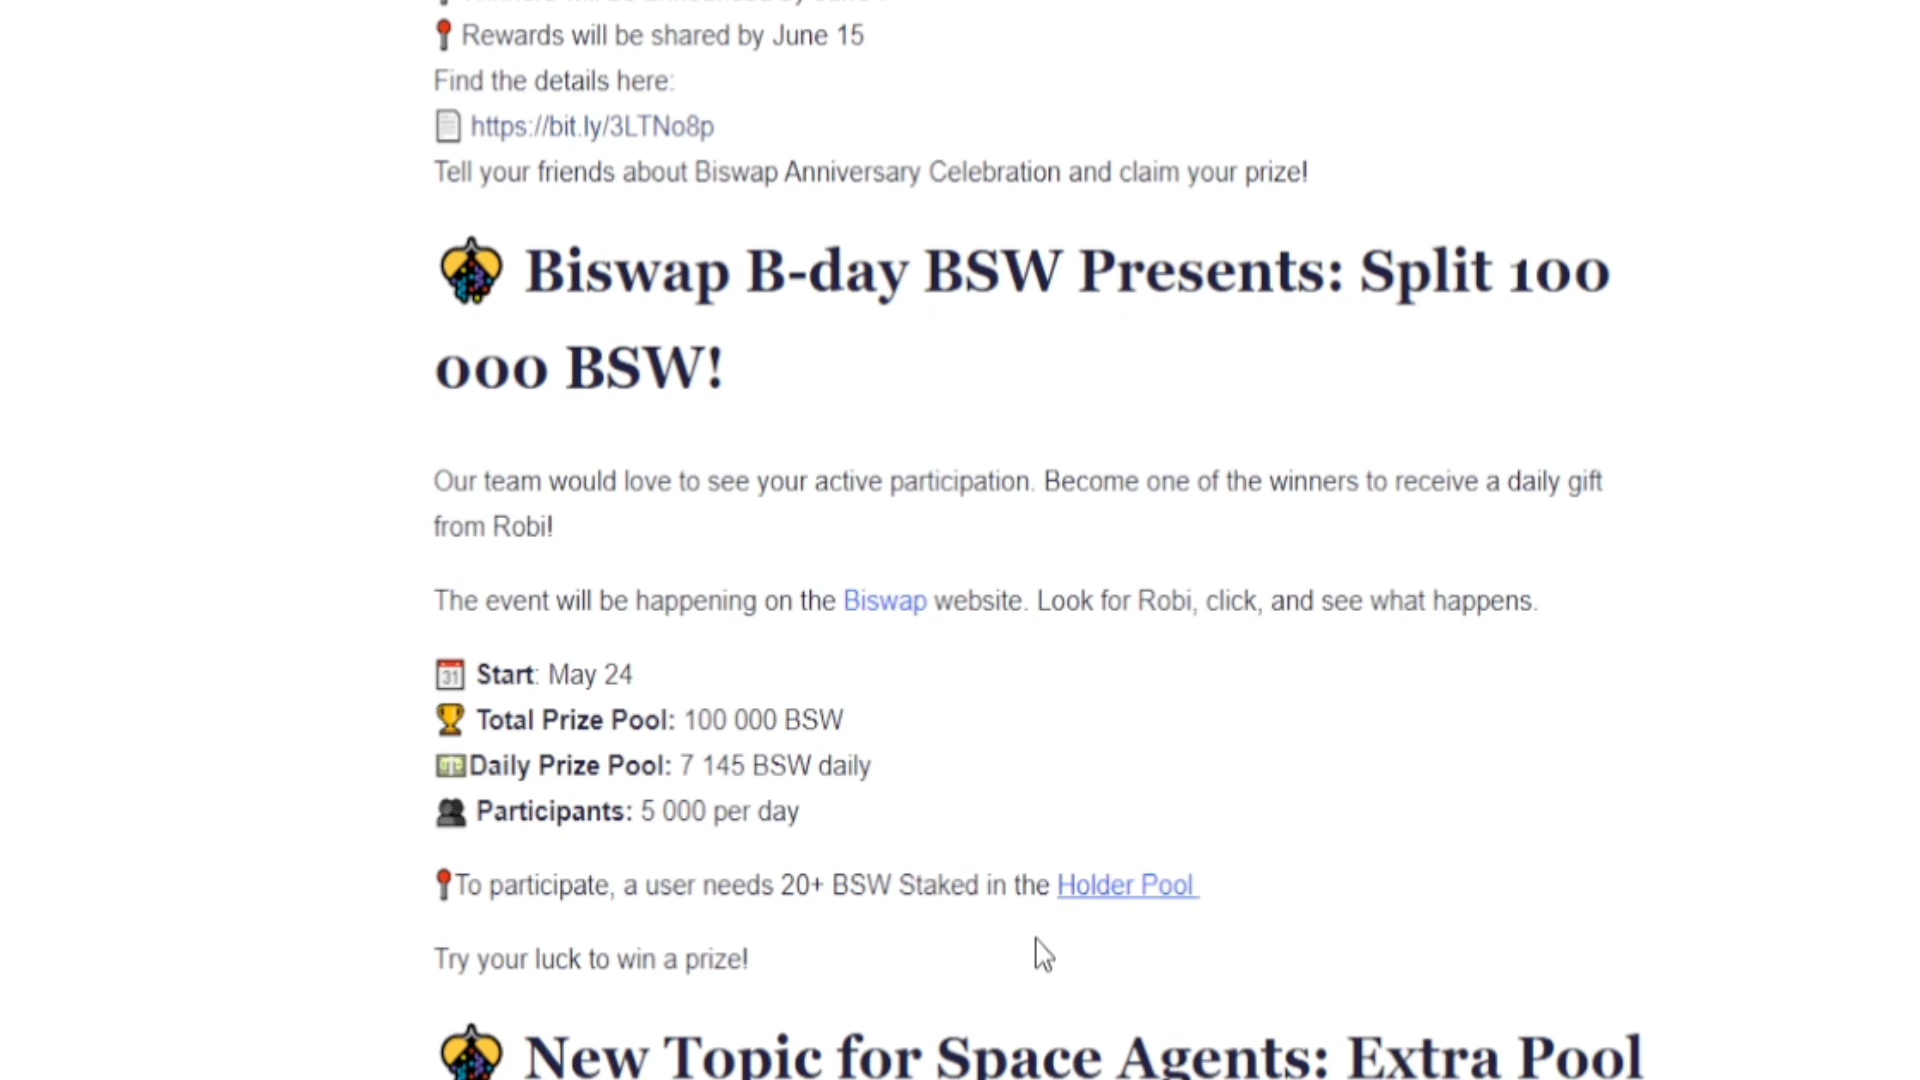 Rewards will be shared by June 15
Find the details here:
https://bit.ly/3LTNo8p
Tell your friends about Biswap Anniversary Celebration and claim your prize!
Biswap B-day BSW Presents: Split 100
000 BSW!
Our team would love to see your active participation. Become one of the winners to receive a daily gift
from Robi!
The event will be happening on the Biswap website. Look for Robi, click, and see what happens.
31 Start: May 24
Total Prize Pool: 100 000 BSW
Daily Prize Pool: 7 145 BSW daily
Participants: 5 000 per day
To participate, a user needs 20+ BSW Staked in the Holder Pool
Try your luck to win a prize!
New Topic for Space Agents: Extra Pool